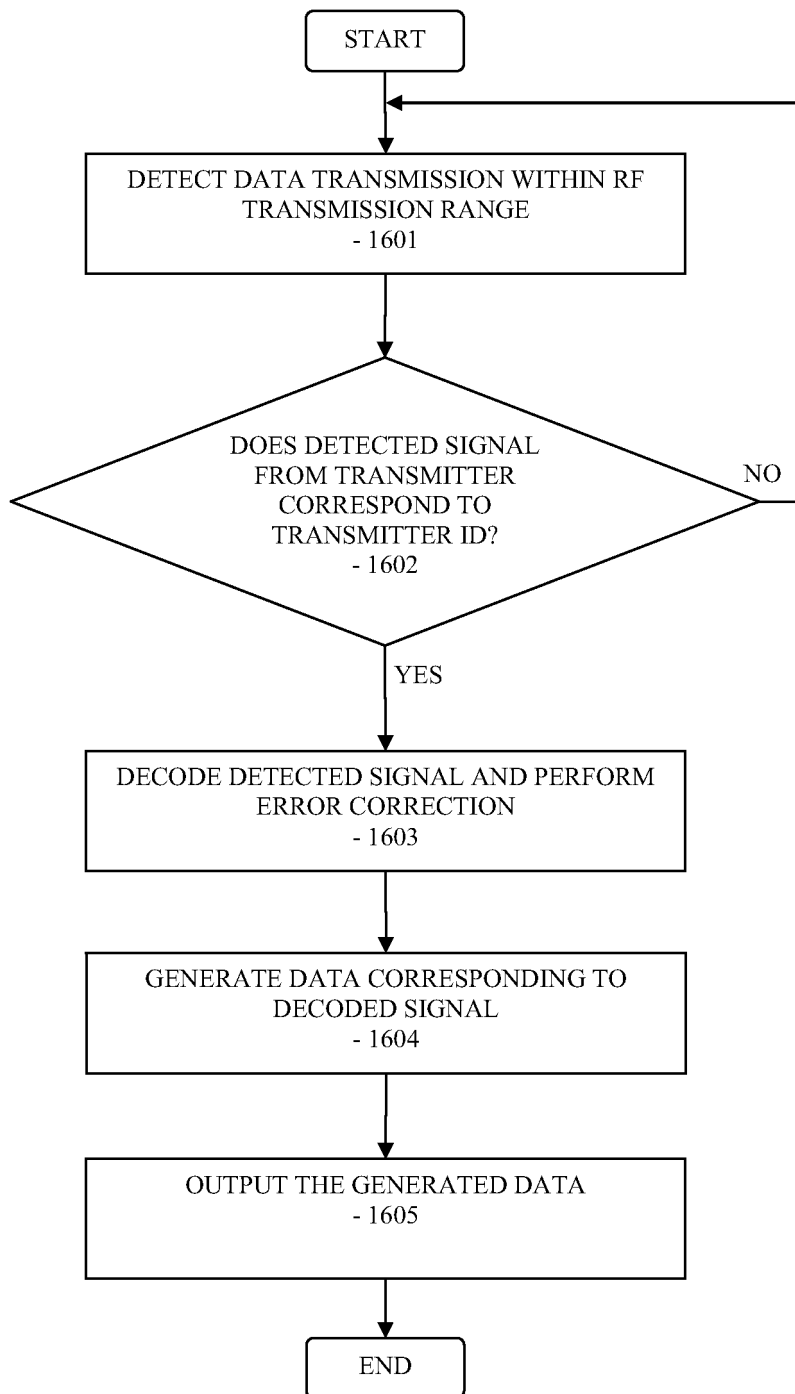 START
DETECT DATA TRANSMISSION WITHIN RF
TRANSMISSION RANGE
- 1601
DOES DETECTED SIGNAL
FROM TRANSMITTER
CORRESPOND TO
TRANSMITTER ID?
- 1602
NO
YES
DECODE DETECTED SIGNAL AND PERFORM
ERROR CORRECTION
- 1603
GENERATE DATA CORRESPONDING TO
DECODED SIGNAL
- 1604
OUTPUT THE GENERATED DATA
- 1605
END